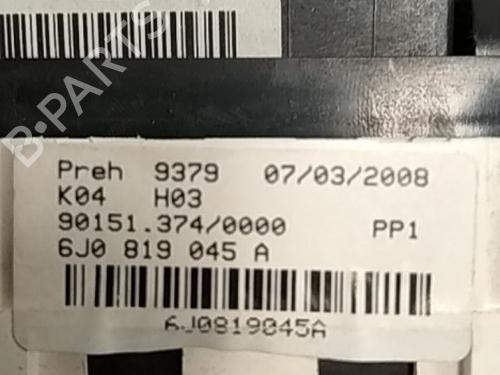 B-PARTS
Preh 9379 07/03/2008
K04 H03
90151.374/0000 PP1
6J0 819 045 A
6J0819045A